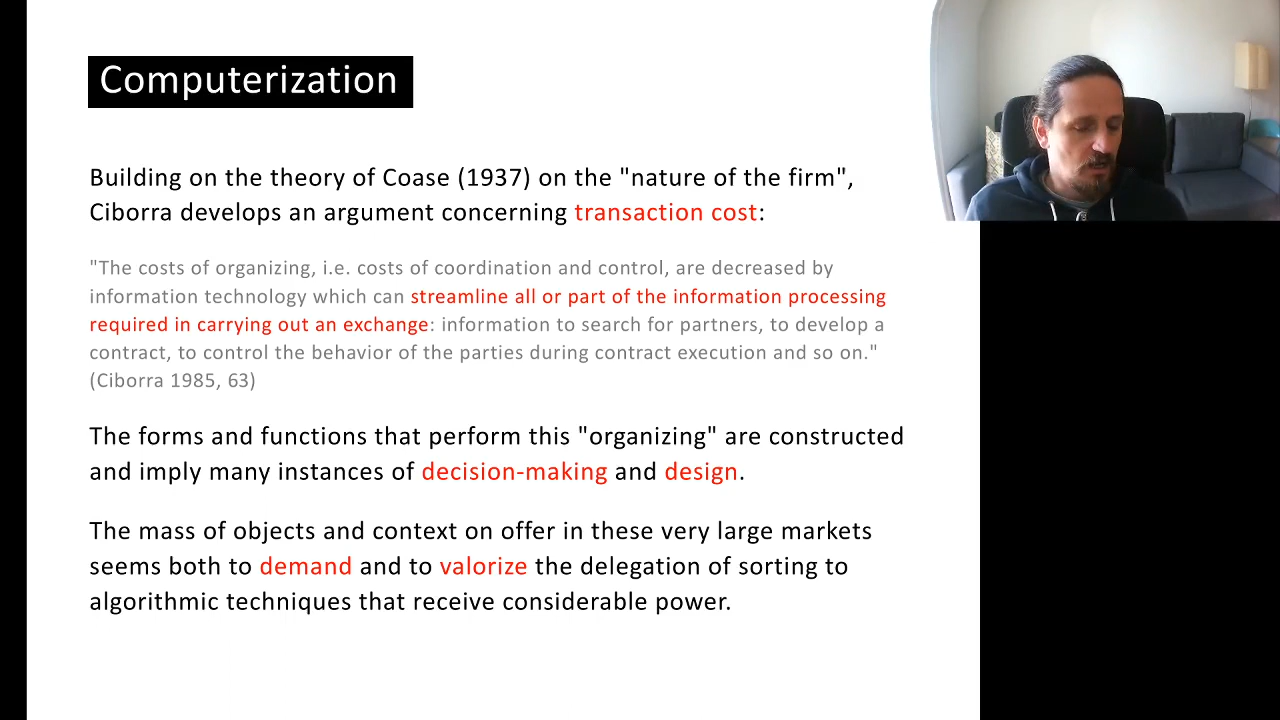 Computerization
Building on the theory of Coase (1937) on the "nature of the firm",
Ciborra develops an argument concerning transaction cost:
"The costs of organizing, i.e. costs of coordination and control, are decreased by
information technology which can streamline all or part of the information processing
required in carrying out an exchange: information to search for partners, to develop a
contract, to control the behavior of the parties during contract execution and so on."
(Ciborra 1985, 63)
The forms and functions that perform this "organizing" are constructed
and imply many instances of decision-making and design.
The mass of objects and context on offer in these very large markets
seems both to demand and to valorize the delegation of sorting to
algorithmic techniques that receive considerable power.